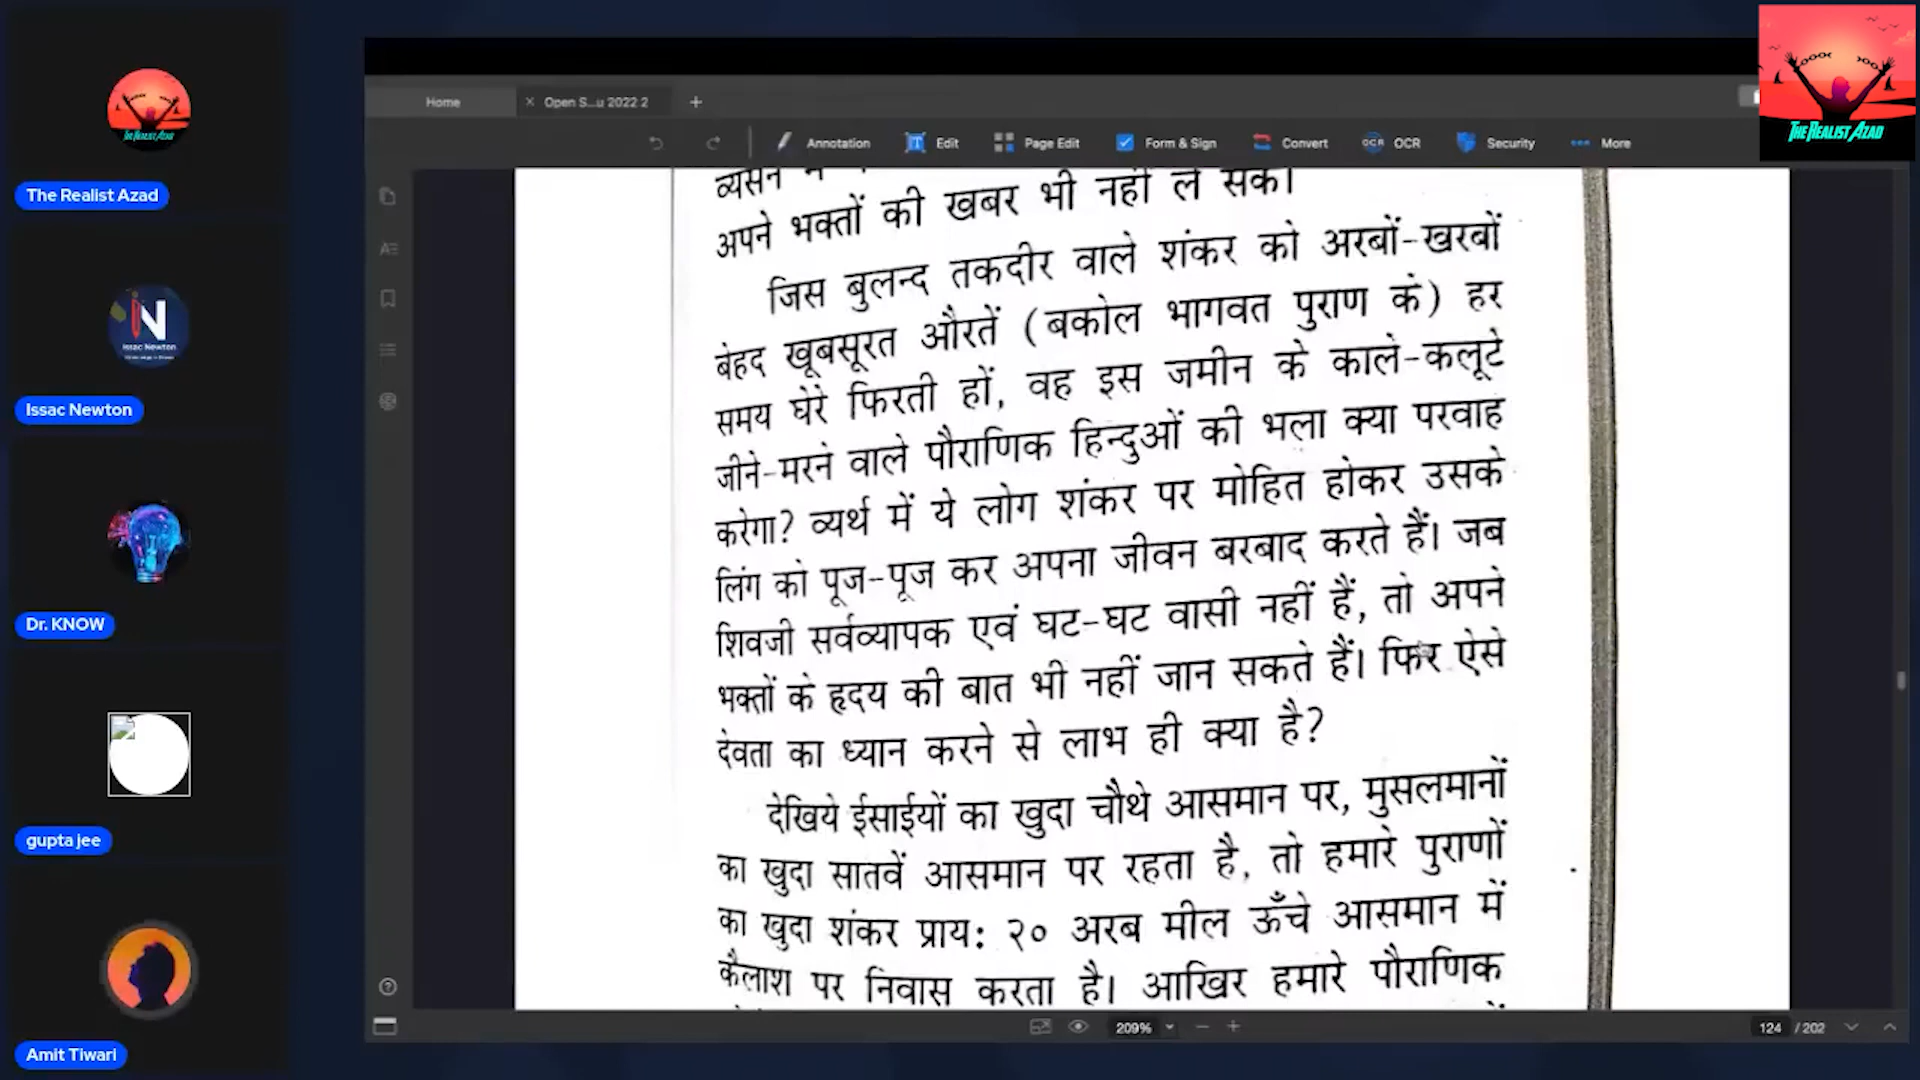 The Realist Azad
Issac Newton
Dr. KNOW
gupta jee
Amit Tiwari
THE REALIST AZAD
Home
Open S...u 2022 2
Annotation
Edit
Page Edit
Form & Sign
Convert
OCR
Security
More
अपने भक्तों की खबर भी नहीं ले सके।
जिस बुलन्द तकदीर वाले शंकर को अरबों-खरबों
बेहद खूबसूरत औरतें (बकोल भागवत पुराण के) हर
समय घेरे फिरती हों, वह इस जमीन के काले-कलूटे
जीने-मरने वाले पौराणिक हिन्दुओं की भला क्या परवाह
करेगा? व्यर्थ में ये लोग शंकर पर मोहित होकर उसके
लिंग को पूज-पूज कर अपना जीवन बरबाद करते हैं। जब
शिवजी सर्वव्यापक एवं घट-घट वासी नहीं हैं, तो अपने
भक्तों के हृदय की बात भी नहीं जान सकते हैं। फिर ऐसे
देवता का ध्यान करने से लाभ ही क्या है?
देखिये ईसाईयों का खुदा चौथे आसमान पर, मुसलमानों
का खुदा सातवें आसमान पर रहता है, तो हमारे पुराणों
का खुदा शंकर प्राय: २० अरब मील ऊँचे आसमान में
कैलाश पर निवास करता है। आखिर हमारे पौराणिक
209%
124 / 202